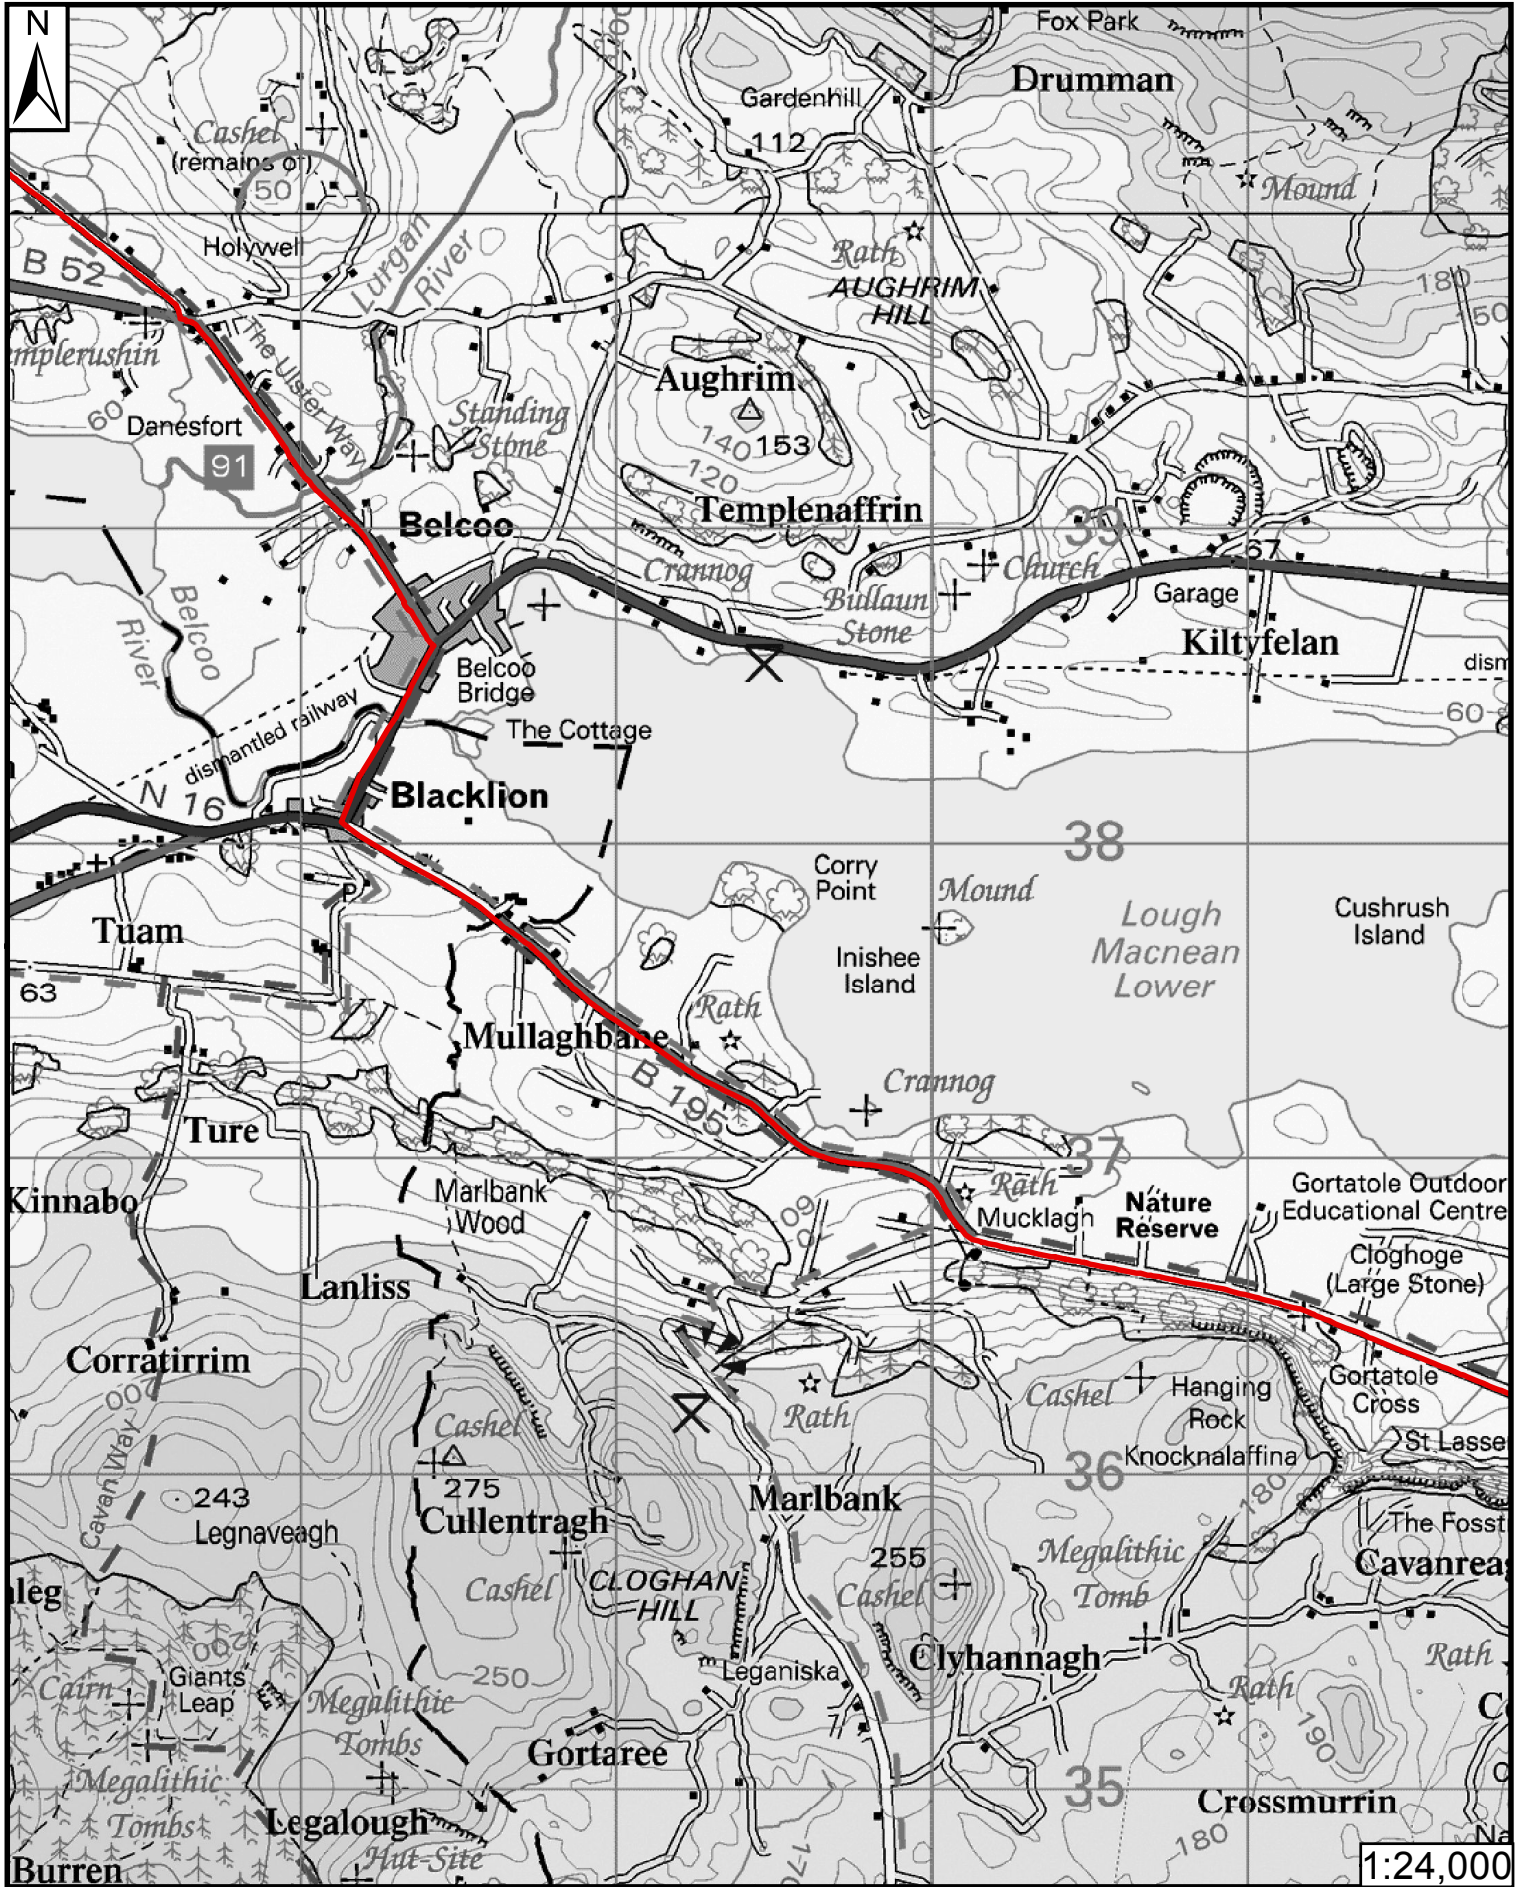 N
Fox Park
Drumman
Gardenhill
112
Cashel
(remains of)
50
Mound
Holywell
Lurgan
River
Rath
AUGHRIM
HILL
B 52
180
150
The Ulster Way
Aughrim
153
140
120
60
Danesfort
91
Standing
Stone
Belcoo
Templenaffrin
39
67
Crannog
Church
Bullaun
Stone
Garage
Kiltyfelan
Belcoo
River
Belcoo
Bridge
60
dismantled railway
The Cottage
N 16
Blacklion
38
Corry
Point
Mound
Lough
Macnean
Lower
Cushrush
Island
P
Tuam
Inishee
Island
63
Rath
Mullaghbane
B 195
Crannog
Ture
37
Kinnabo
Marlbank
Wood
60
70
Rath
Mucklagh
Nature
Reserve
Gortatole Outdoor
Educational Centre
Cloghoge
(Large Stone)
Lanliss
Corratirrim
200
Cavan Way
Cashel
275
Rath
Cashel
Hanging
Rock
Gortatole
Cross
Knocknalaffina
36
180
243
Legnaveagh
Cullentragh
Marlbank
The Fosst
255
Cashel
Megalithic
Tomb
Cashel
CLOGHAN
HILL
200
Cairn
Giants
Leap
250
Leganiska
Clyhannagh
Rath
Rath
190
Megalithic
Tombs
Gortaree
Megalithic
Tombs
35
Crossmurrin
Legalough
Hut-Site
180
170
Burren
1:24,000